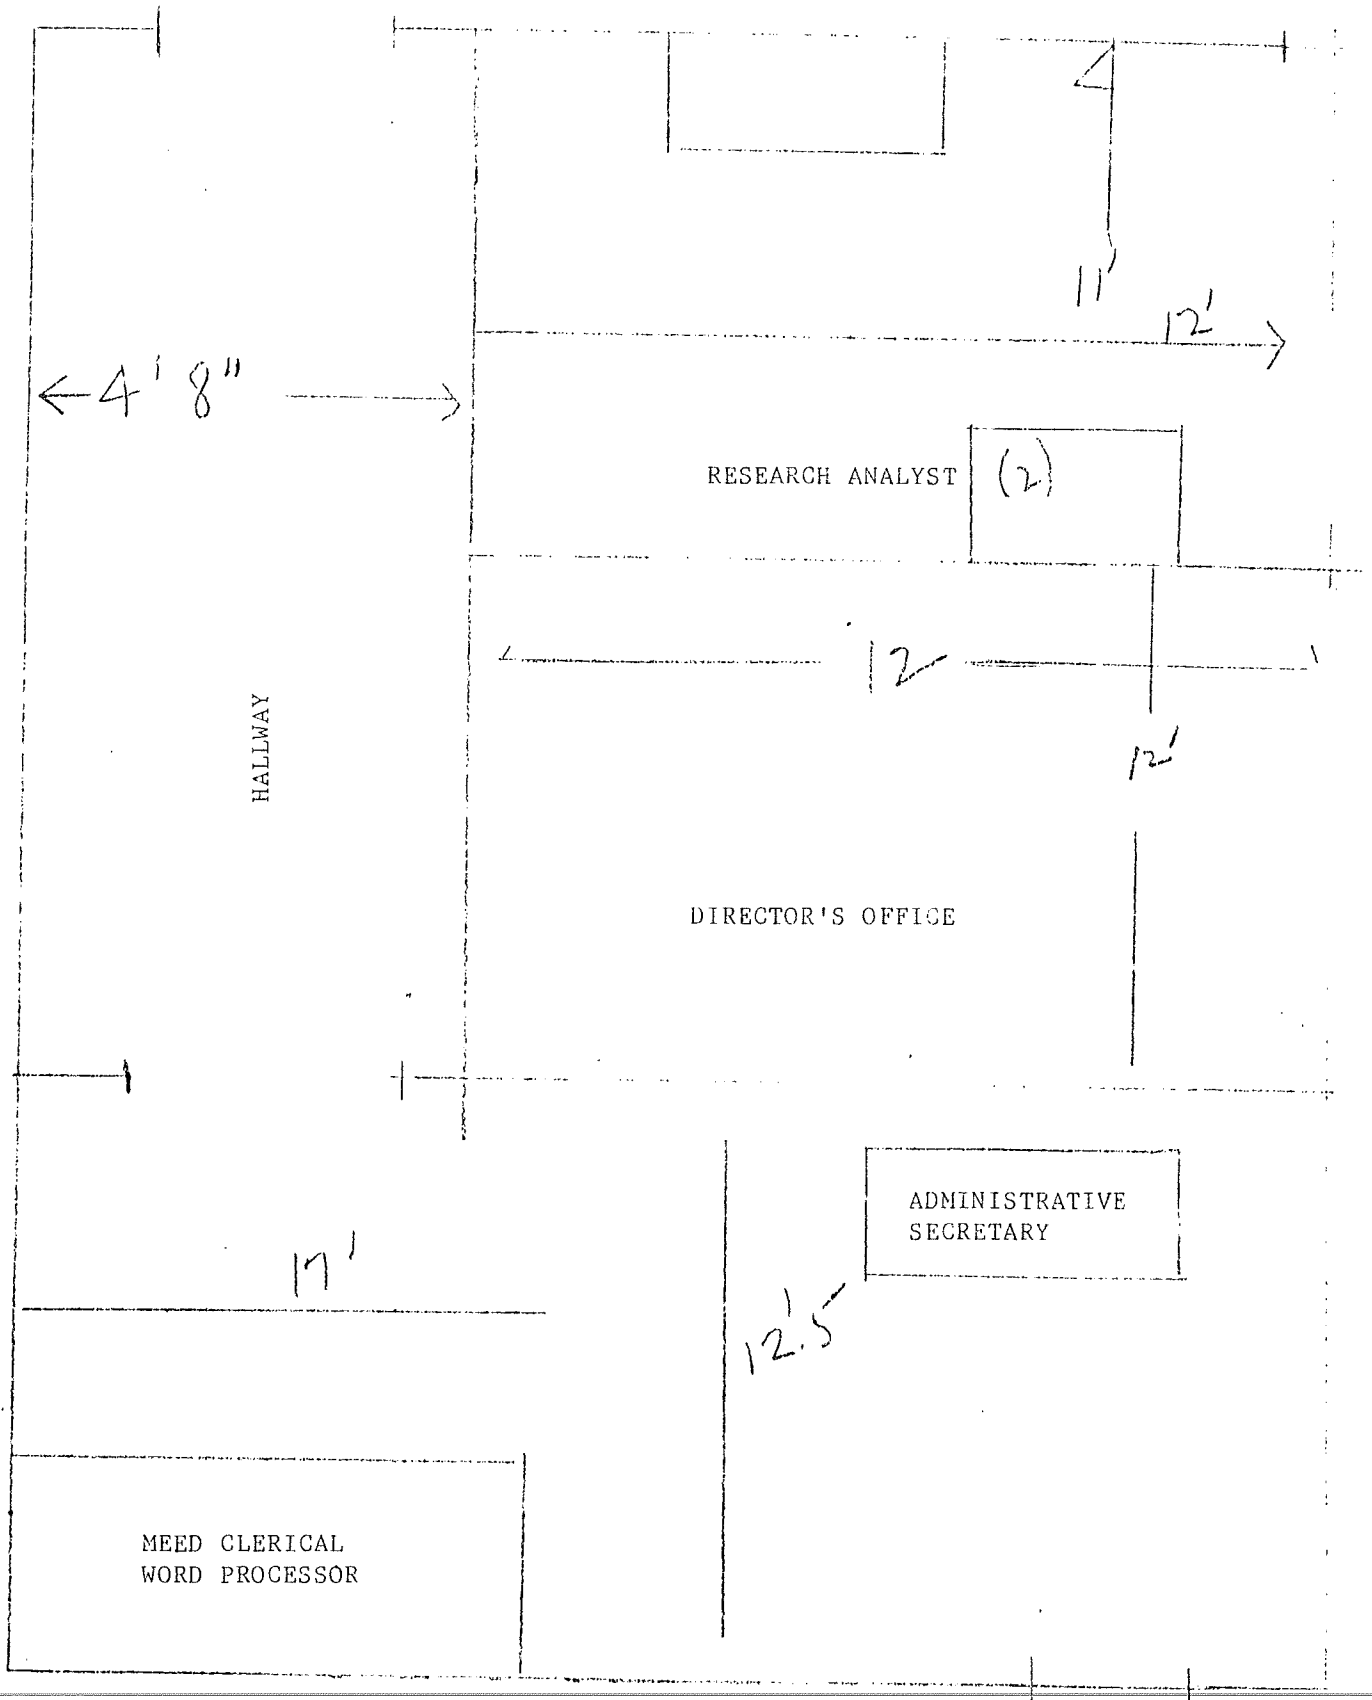 11'
12'
4' 8"
RESEARCH ANALYST (2)
12
12'
HALLWAY
DIRECTOR'S OFFICE
ADMINISTRATIVE
SECRETARY
17'
12.5'
MEED CLERICAL
WORD PROCESSOR